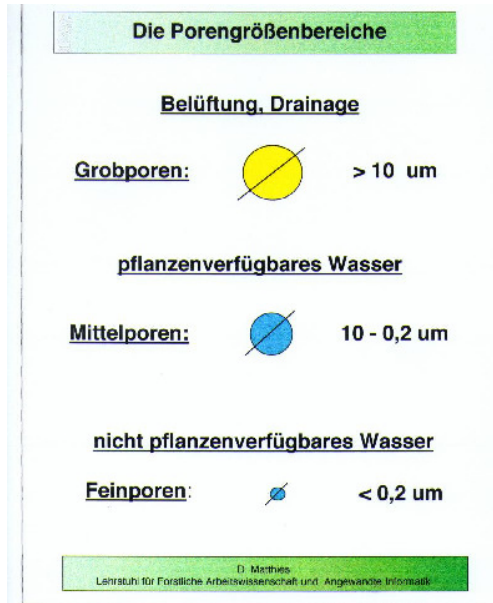 Die Porengrößenbereiche
Belüftung, Drainage
Grobporen: > 10 um
pflanzenverfügbares Wasser
Mittelporen: 10 - 0,2 um
nicht pflanzenverfügbares Wasser
Feinporen: < 0,2 um
D. Matthies
Lehrstuhl für Forstliche Arbeitswissenschaft und Angewandte Informatik